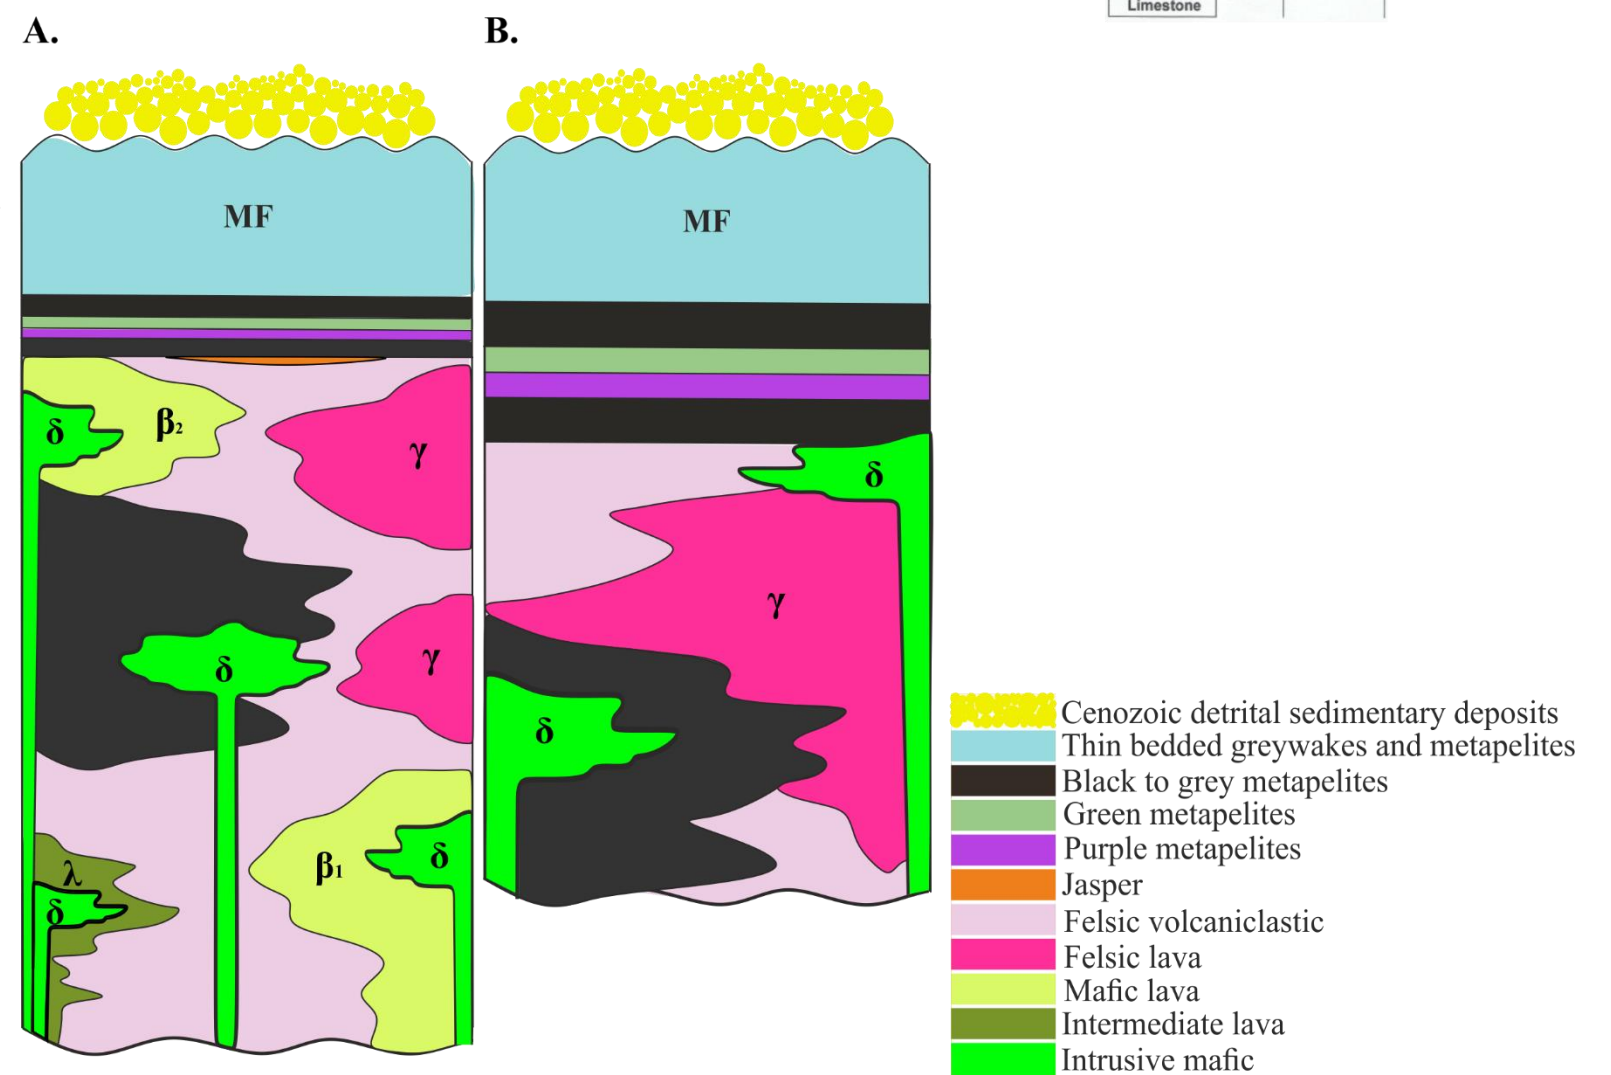 Limestone
A.
B.
MF
MF
δ
β₂
γ
δ
γ
δ
γ
δ
λ
δ
β₁
δ
Cenozoic detrital sedimentary deposits
Thin bedded greywakes and metapelites
Black to grey metapelites
Green metapelites
Purple metapelites
Jasper
Felsic volcaniclastic
Felsic lava
Mafic lava
Intermediate lava
Intrusive mafic